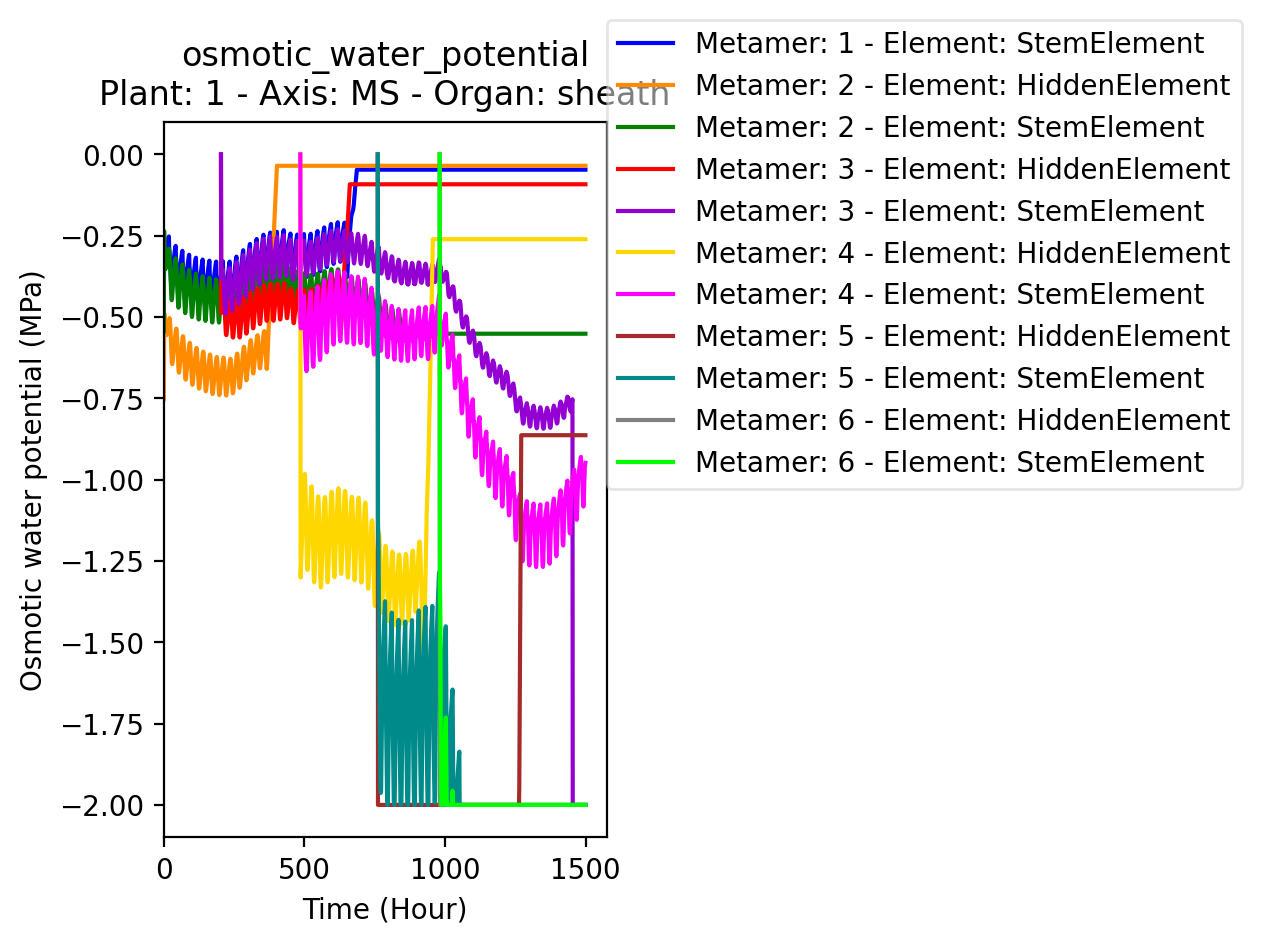 osmotic_water_potential
Plant: 1 - Axis: MS - Organ: sheath
Metamer: 1 - Element: StemElement
Metamer: 2 - Element: HiddenElement
Metamer: 2 - Element: StemElement
Metamer: 3 - Element: HiddenElement
Metamer: 3 - Element: StemElement
Metamer: 4 - Element: HiddenElement
Metamer: 4 - Element: StemElement
Metamer: 5 - Element: HiddenElement
Metamer: 5 - Element: StemElement
Metamer: 6 - Element: HiddenElement
Metamer: 6 - Element: StemElement
Osmotic water potential (MPa)
0.00
−0.25
−0.50
−0.75
−1.00
−1.25
−1.50
−1.75
−2.00
0 500 1000 1500
Time (Hour)